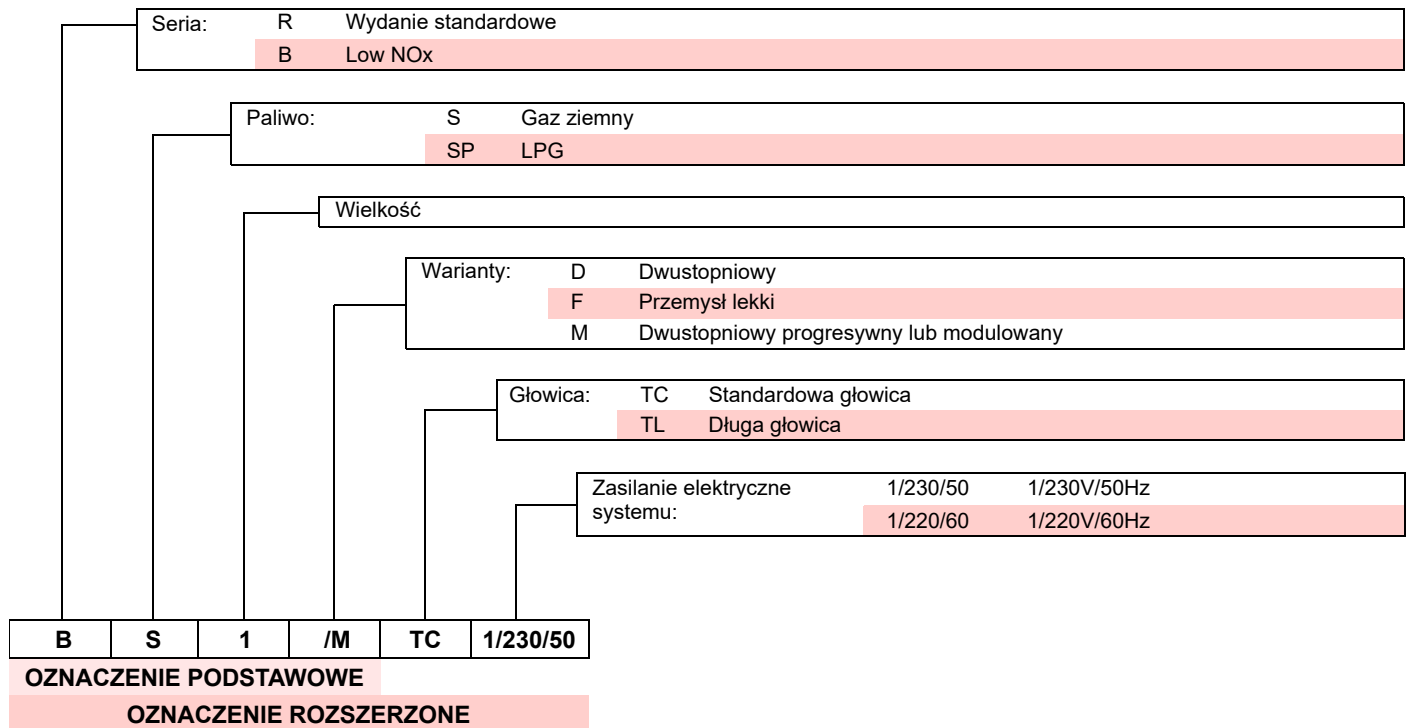 Seria: R Wydanie standardowe
B Low NOx
Paliwo: S Gaz ziemny
SP LPG
Wielkość
Warianty: D Dwustopniowy
F Przemysł lekki
M Dwustopniowy progresywny lub modulowany
Głowica: TC Standardowa głowica
TL Długa głowica
Zasilanie elektryczne 1/230/50 1/230V/50Hz
systemu: 1/220/60 1/220V/60Hz
B S 1 /M TC 1/230/50
OZNACZENIE PODSTAWOWE
OZNACZENIE ROZSZERZONE